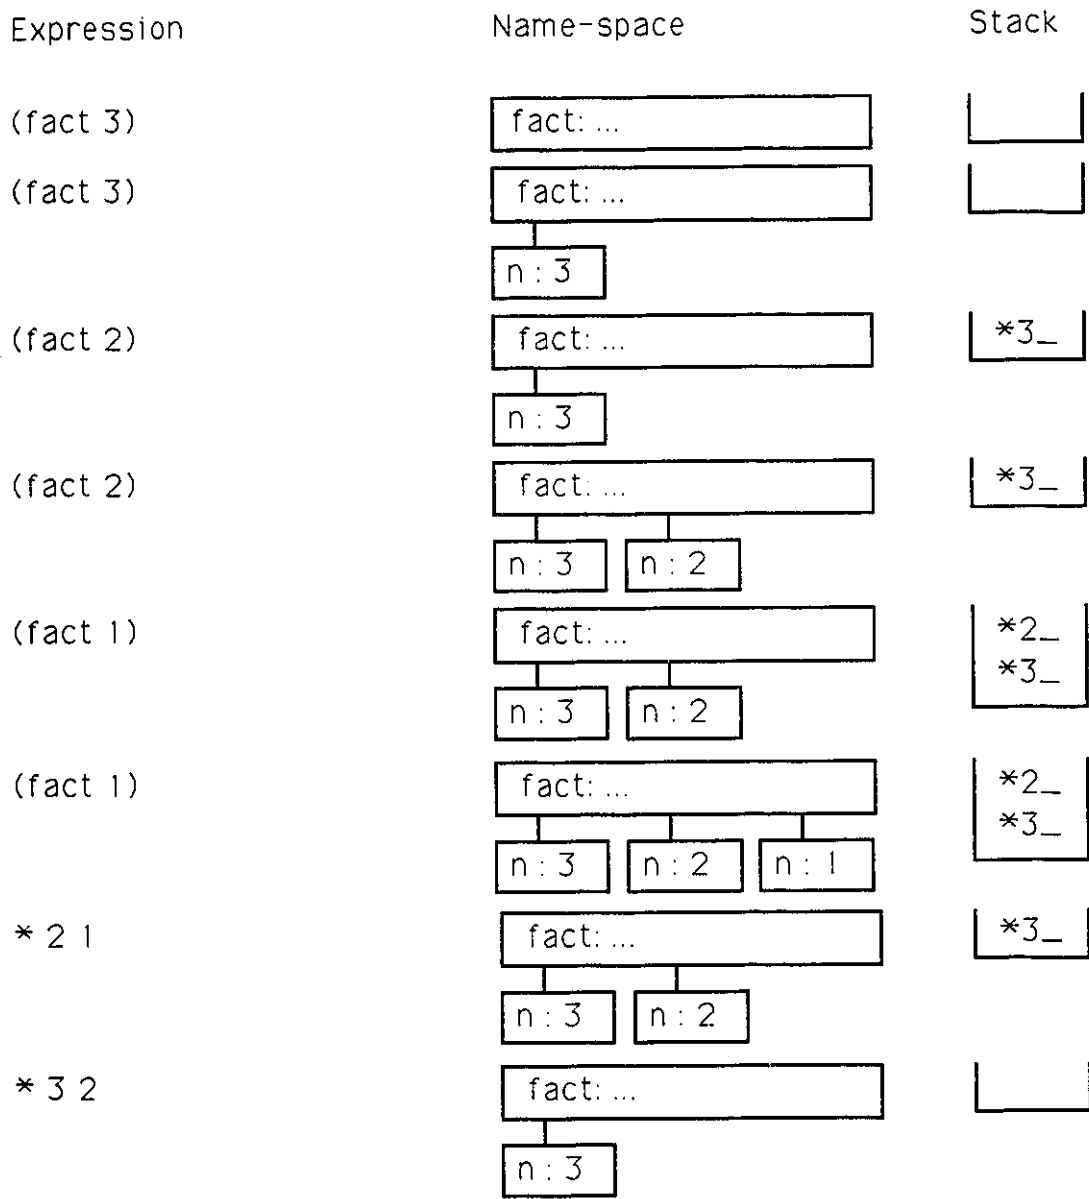 Expression Name-space Stack
(fact 3) fact: ...
(fact 3) fact: ...
n : 3
(fact 2) fact: ... *3_
n : 3
(fact 2) fact: ... *3_
n : 3 n : 2
(fact 1) fact: ... *2_
*3_
n : 3 n : 2
(fact 1) fact: ... *2_
*3_
n : 3 n : 2 n : 1
* 2 1 fact: ... *3_
n : 3 n : 2
* 3 2 fact: ...
n : 3